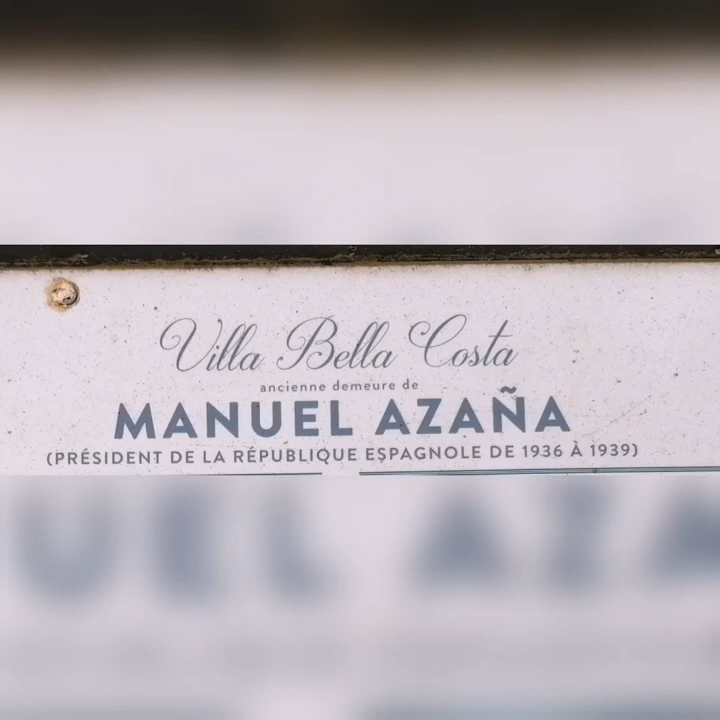 Villa Bella Costa
ancienne demeure de
MANUEL AZAÑA
(PRÉSIDENT DE LA RÉPUBLIQUE ESPAGNOLE DE 1936 À 1939)